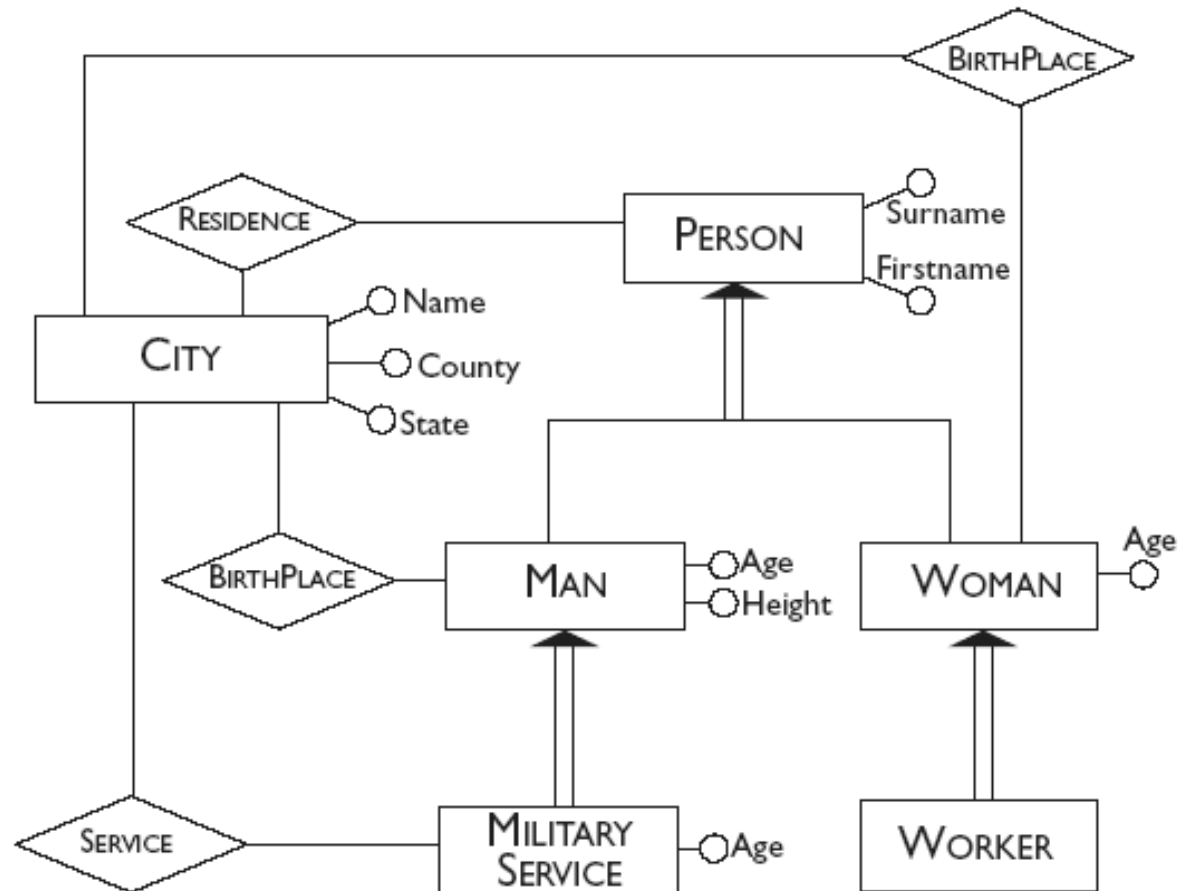 BIRTHPLACE
RESIDENCE
PERSON
Surname
Firstname
Name
CITY
County
State
BIRTHPLACE
MAN
Age
Height
WOMAN
Age
SERVICE
MILITARY
SERVICE
Age
WORKER